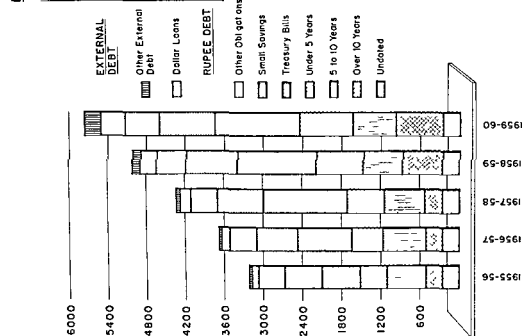 EXTERNAL
DEBT
Other External
Debt
Dollar Loans
RUPEE DEBT
Other Obligations
Small Savings
Treasury Bills
Under 5 Years
5 to 10 Years
Over 10 Years
Undated
6000
5400
4800
4200
3600
3000
2400
1800
1200
600
1955-56
1956-57
1957-58
1958-59
1959-60